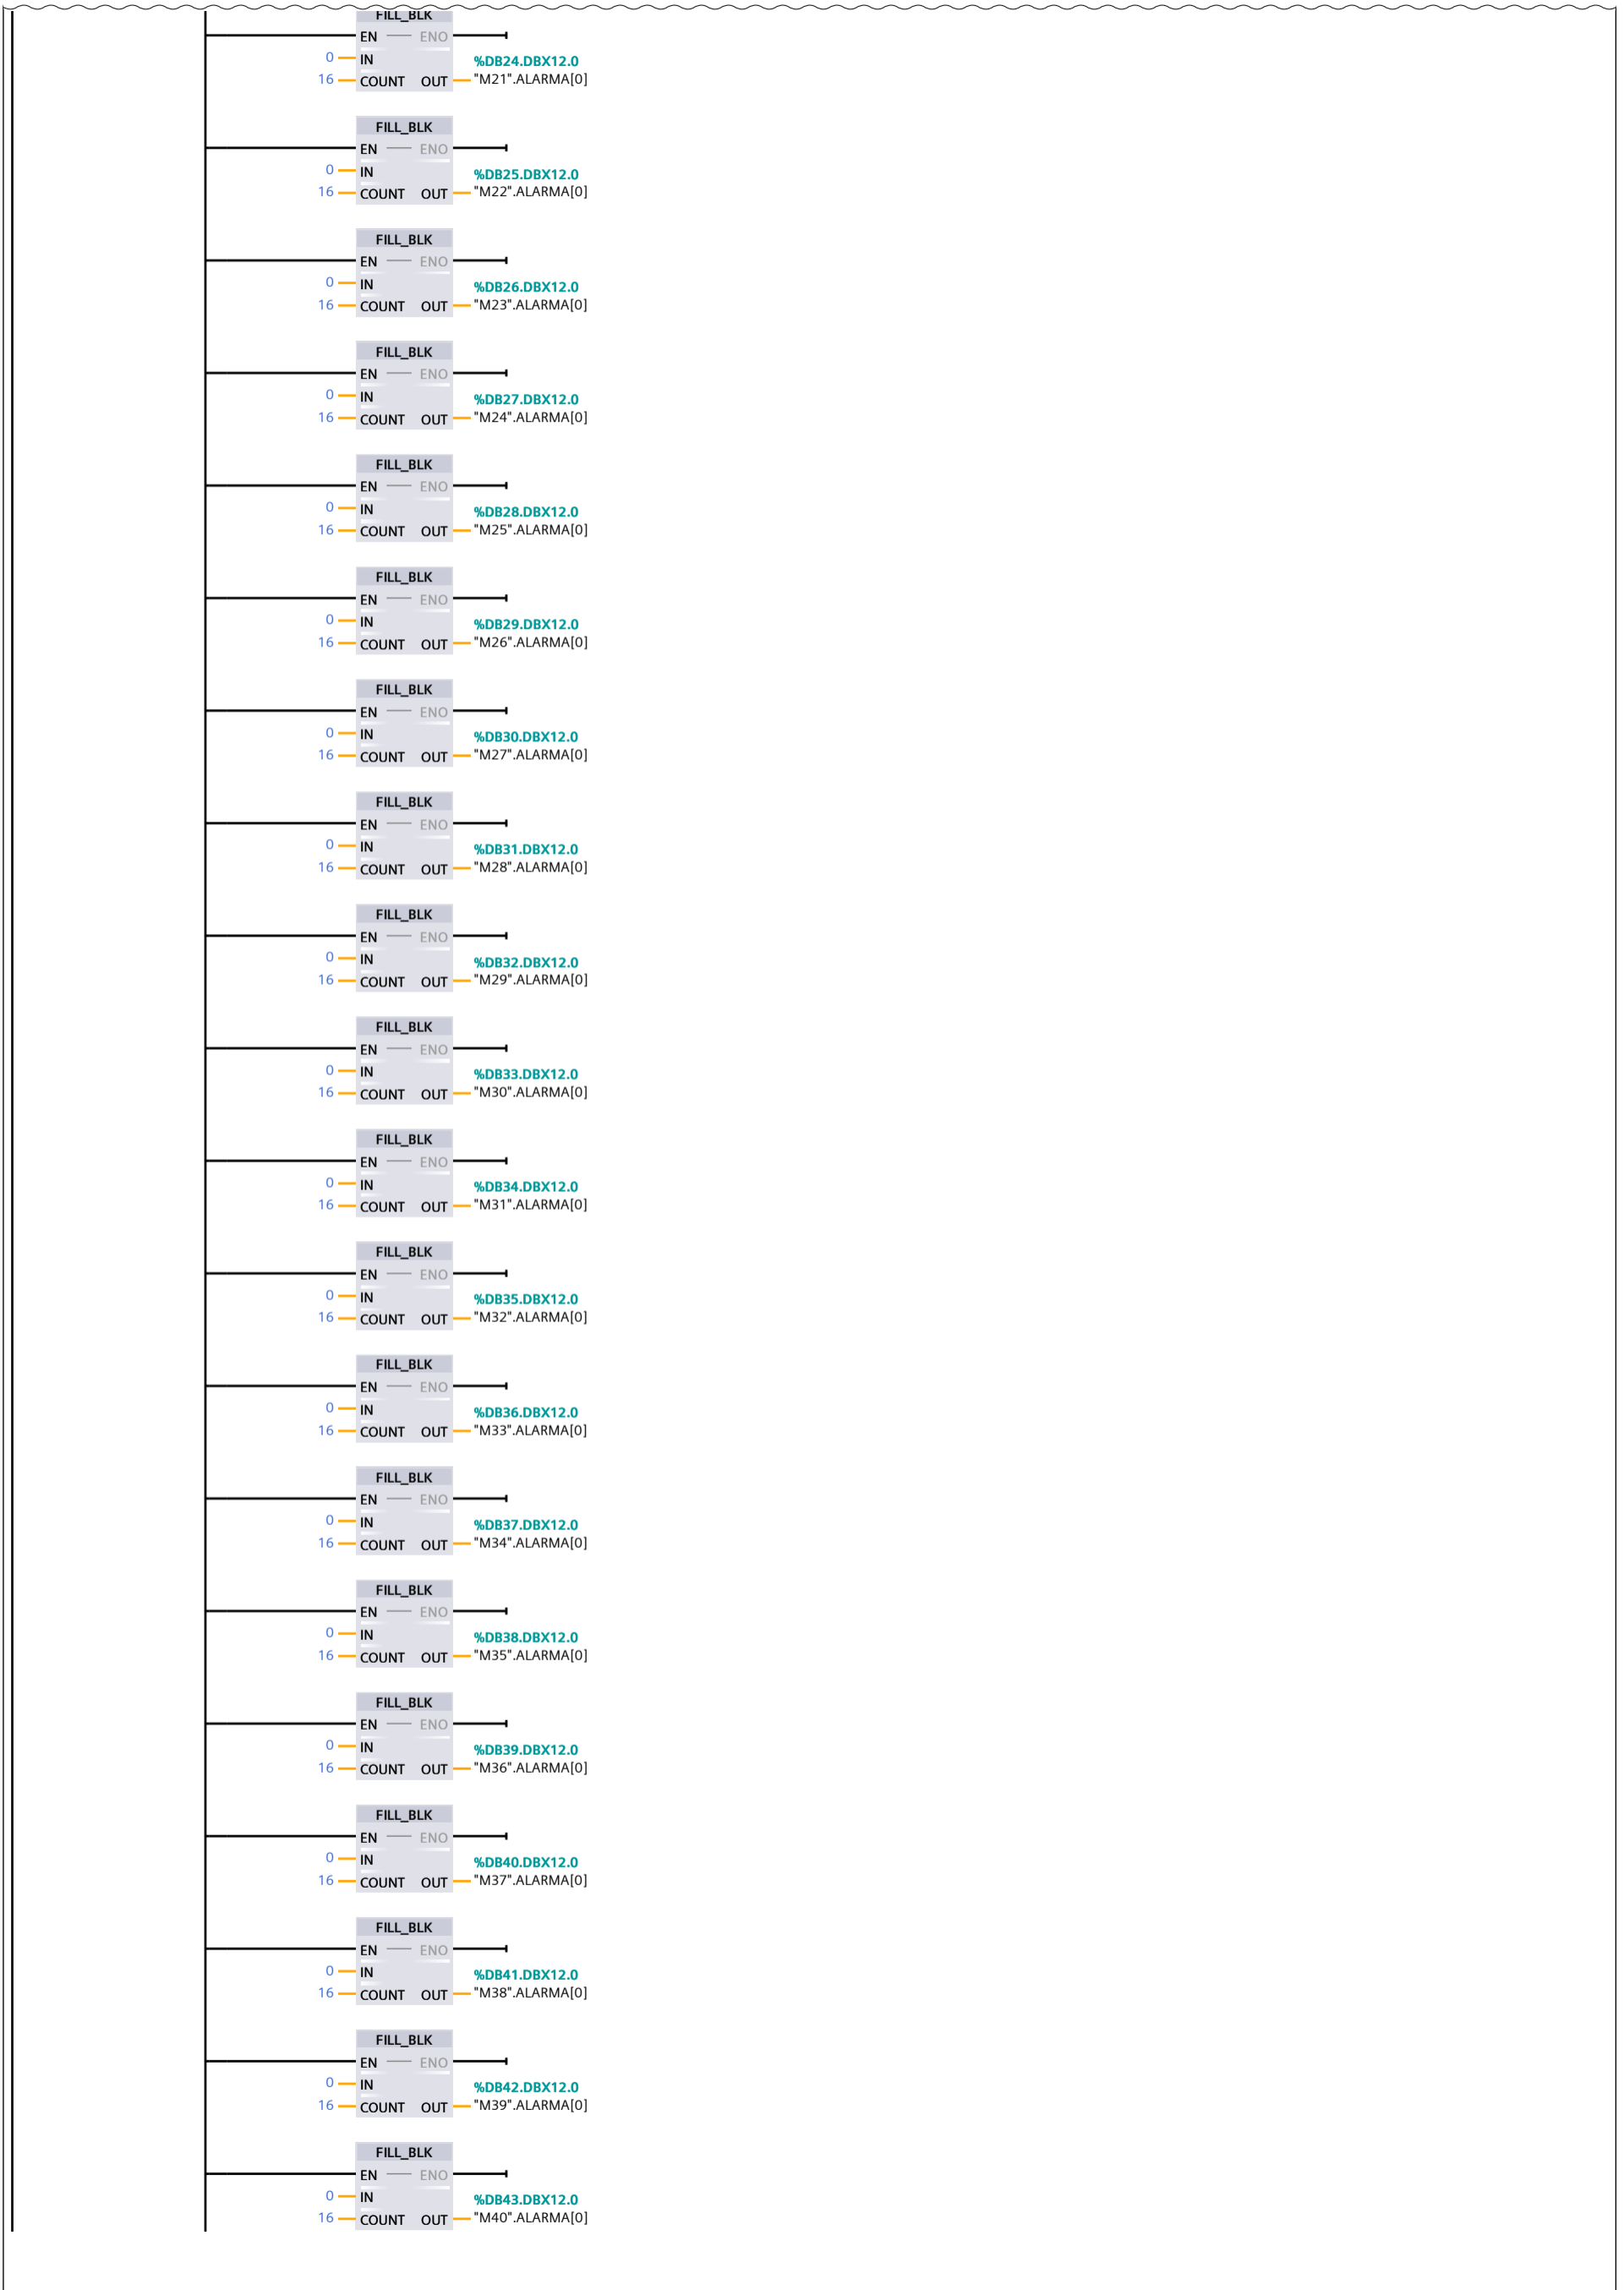 FILL_BLK
EN ENO
0 IN
%DB24.DBX12.0
16 COUNT OUT "M21".ALARMA[0]
FILL_BLK
EN ENO
0 IN
%DB25.DBX12.0
16 COUNT OUT "M22".ALARMA[0]
FILL_BLK
EN ENO
0 IN
%DB26.DBX12.0
16 COUNT OUT "M23".ALARMA[0]
FILL_BLK
EN ENO
0 IN
%DB27.DBX12.0
16 COUNT OUT "M24".ALARMA[0]
FILL_BLK
EN ENO
0 IN
%DB28.DBX12.0
16 COUNT OUT "M25".ALARMA[0]
FILL_BLK
EN ENO
0 IN
%DB29.DBX12.0
16 COUNT OUT "M26".ALARMA[0]
FILL_BLK
EN ENO
0 IN
%DB30.DBX12.0
16 COUNT OUT "M27".ALARMA[0]
FILL_BLK
EN ENO
0 IN
%DB31.DBX12.0
16 COUNT OUT "M28".ALARMA[0]
FILL_BLK
EN ENO
0 IN
%DB32.DBX12.0
16 COUNT OUT "M29".ALARMA[0]
FILL_BLK
EN ENO
0 IN
%DB33.DBX12.0
16 COUNT OUT "M30".ALARMA[0]
FILL_BLK
EN ENO
0 IN
%DB34.DBX12.0
16 COUNT OUT "M31".ALARMA[0]
FILL_BLK
EN ENO
0 IN
%DB35.DBX12.0
16 COUNT OUT "M32".ALARMA[0]
FILL_BLK
EN ENO
0 IN
%DB36.DBX12.0
16 COUNT OUT "M33".ALARMA[0]
FILL_BLK
EN ENO
0 IN
%DB37.DBX12.0
16 COUNT OUT "M34".ALARMA[0]
FILL_BLK
EN ENO
0 IN
%DB38.DBX12.0
16 COUNT OUT "M35".ALARMA[0]
FILL_BLK
EN ENO
0 IN
%DB39.DBX12.0
16 COUNT OUT "M36".ALARMA[0]
FILL_BLK
EN ENO
0 IN
%DB40.DBX12.0
16 COUNT OUT "M37".ALARMA[0]
FILL_BLK
EN ENO
0 IN
%DB41.DBX12.0
16 COUNT OUT "M38".ALARMA[0]
FILL_BLK
EN ENO
0 IN
%DB42.DBX12.0
16 COUNT OUT "M39".ALARMA[0]
FILL_BLK
EN ENO
0 IN
%DB43.DBX12.0
16 COUNT OUT "M40".ALARMA[0]